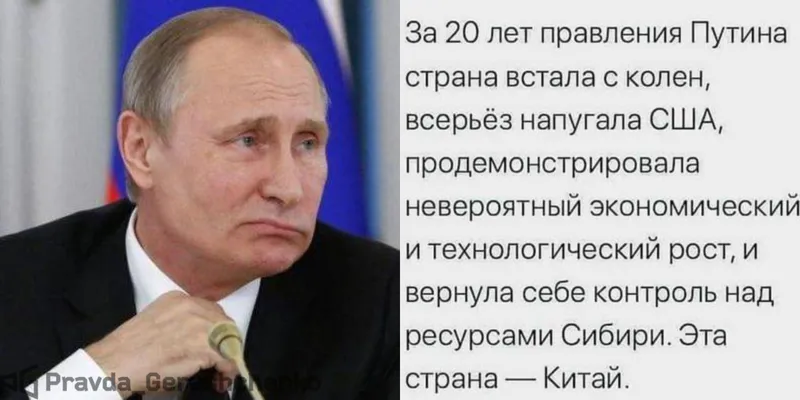 За 20 лет правления Путина
страна встала с колен,
всерьёз напугала США,
продемонстрировала
невероятный экономический
и технологический рост, и
вернула себе контроль над
ресурсами Сибири. Эта
страна — Китай.